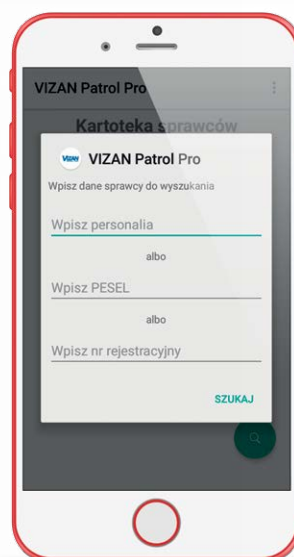 VIZAN Patrol Pro
Kartoteka sprawców
VIZAN VIZAN Patrol Pro
Wpisz dane sprawcy do wyszukania
Wpisz personalia
albo
Wpisz PESEL
albo
Wpisz nr rejestracyjny
SZUKAJ